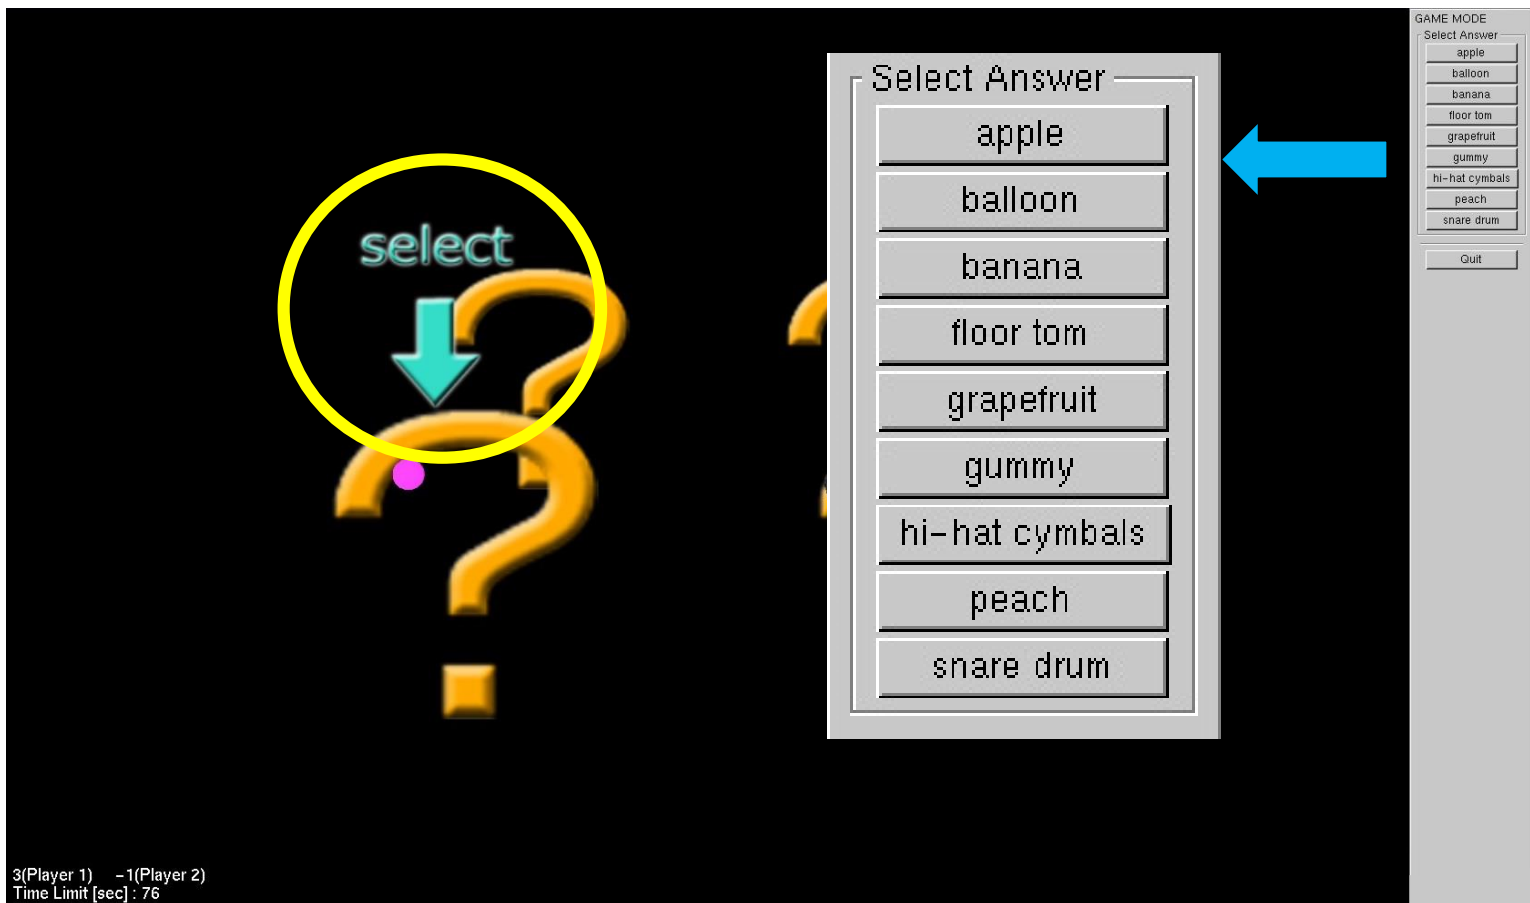 select
Select Answer
apple
balloon
banana
floor tom
grapefruit
gummy
hi-hat cymbals
peach
snare drum
GAME MODE
Select Answer
apple
balloon
banana
floor tom
grapefruit
gummy
hi-hat cymbals
peach
snare drum
Quit
3(Player 1) -1(Player 2)
Time Limit [sec] : 76